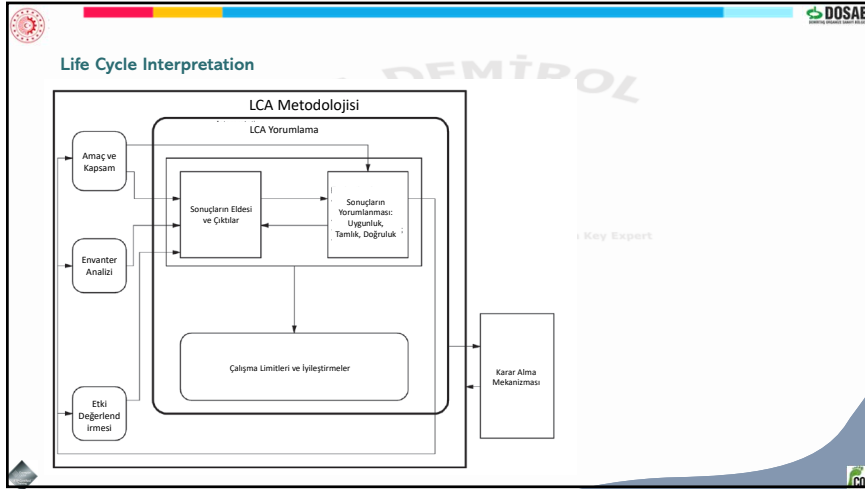 DOSAB
Life Cycle Interpretation
DEMİROL
LCA Metodolojisi
LCA Yorumlama
Amaç ve
Kapsam
Sonuçların Eldesi
ve Çıktılar
Sonuçların
Yorumlanması:
Uygunluk,
Tamlık, Doğruluk
Key Expert
Envanter
Analizi
Çalışma Limitleri ve İyileştirmeler
Karar Alma
Mekanizması
Etki
Değerlend
irmesi